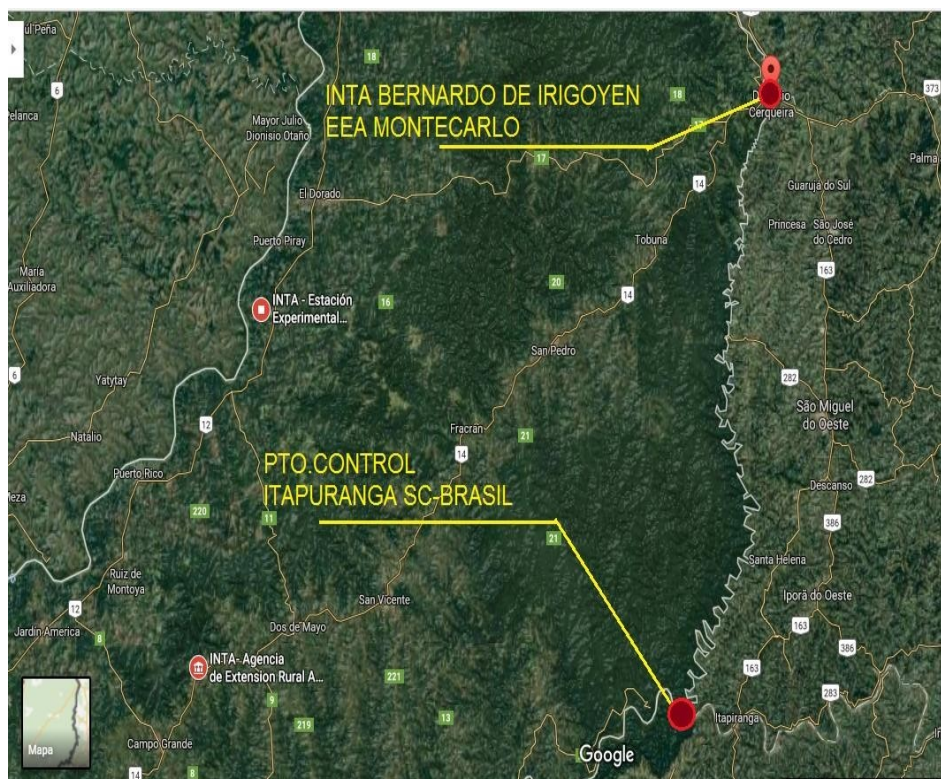 ul Peña
18
6
elanca
INTA BERNARDO DE IRIGOYEN
EEA MONTECARLO
18
373
Cerqueira
Mayor Julio
Dionisio Otaño
17
17
Palma
14
Guaruja do Sul
El Dorado
Princesa
São José
do Cedro
Puerto Piray
Tobuna
María
Auxiliadora
163
20
14
INTA - Estación
Experimental...
16
San Pedro
6
Yatytay
282
São Miguel
do Oeste
12
Natalio
Fracran
21
14
PTO.CONTROL
ITAPURANGA SC-BRASIL
Puerto Rico
282
Descanso
eza
220
11
386
21
Santa Helena
Ruiz de
Montoya
Iporã do Oeste
San Vicente
12
Jardín America
Dos de Mayo
163
386
8
INTA- Agencia
de Extension Rural A...
221
163
283
9
219
13
Itapiranga
Campo Grande
Mapa
Google
14
8